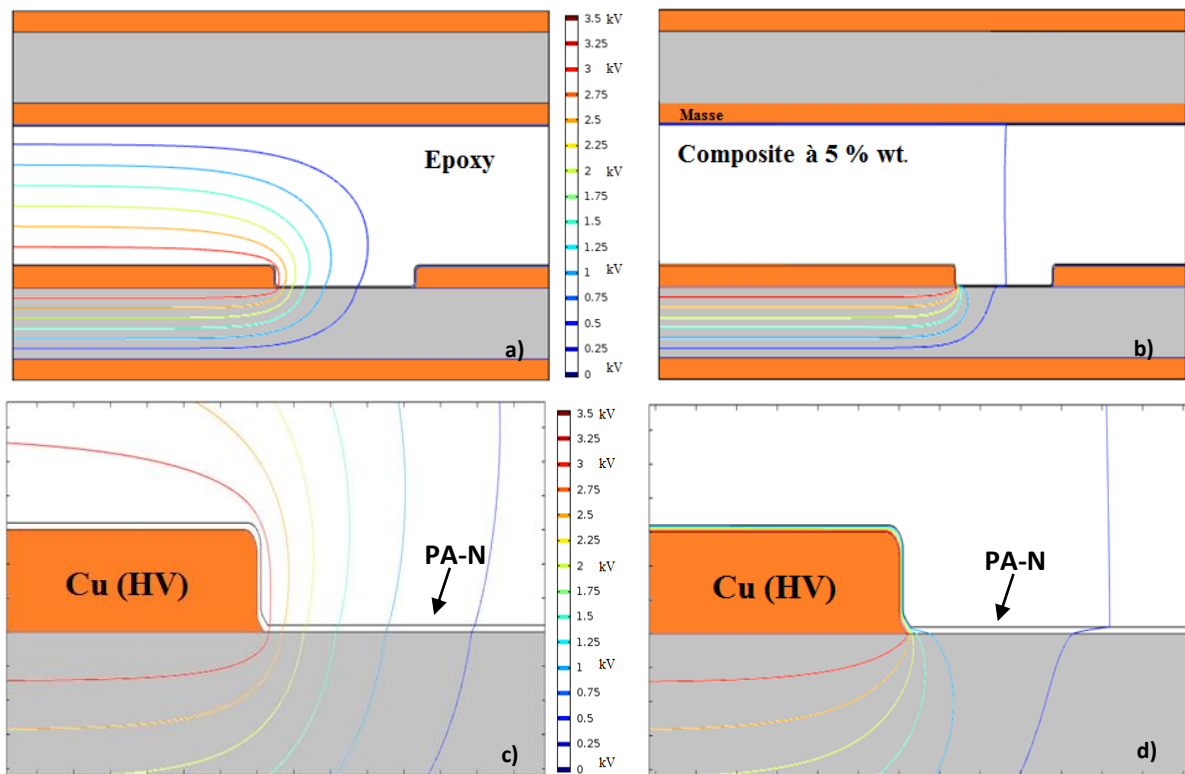 3.5 kV
3.25
3 kV
2.75
2.5
2.25
2 kV
1.75
1.5
1.25
1 kV
0.75
0.5
0.25
0 kV
Epoxy
a)
Masse
Composite à 5 % wt.
b)
3.5 kV
3.25
3 kV
2.75
2.5
2.25
2 kV
1.75
1.5
1.25
1 kV
0.75
0.5
0.25
0 kV
PA-N
Cu (HV)
c)
PA-N
Cu (HV)
d)